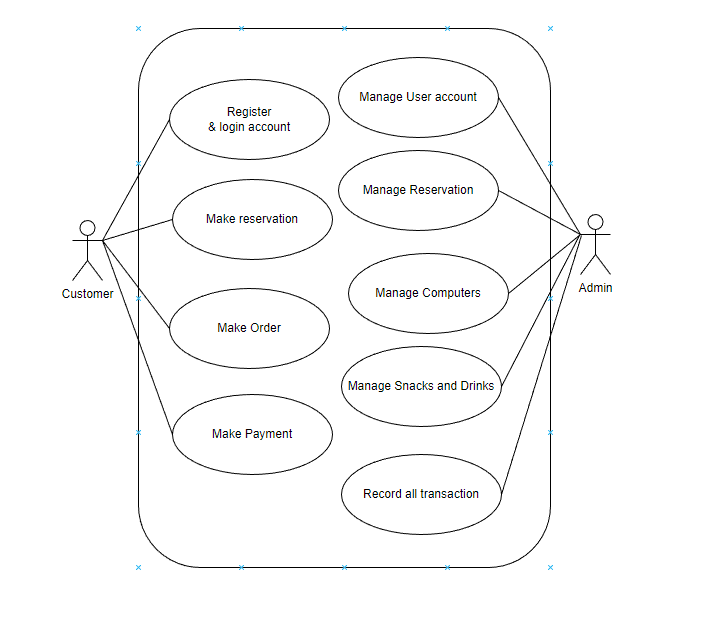 Register
& login account
Make reservation
Make Order
Make Payment
Manage User account
Manage Reservation
Manage Computers
Manage Snacks and Drinks
Record all transaction
Customer
Admin